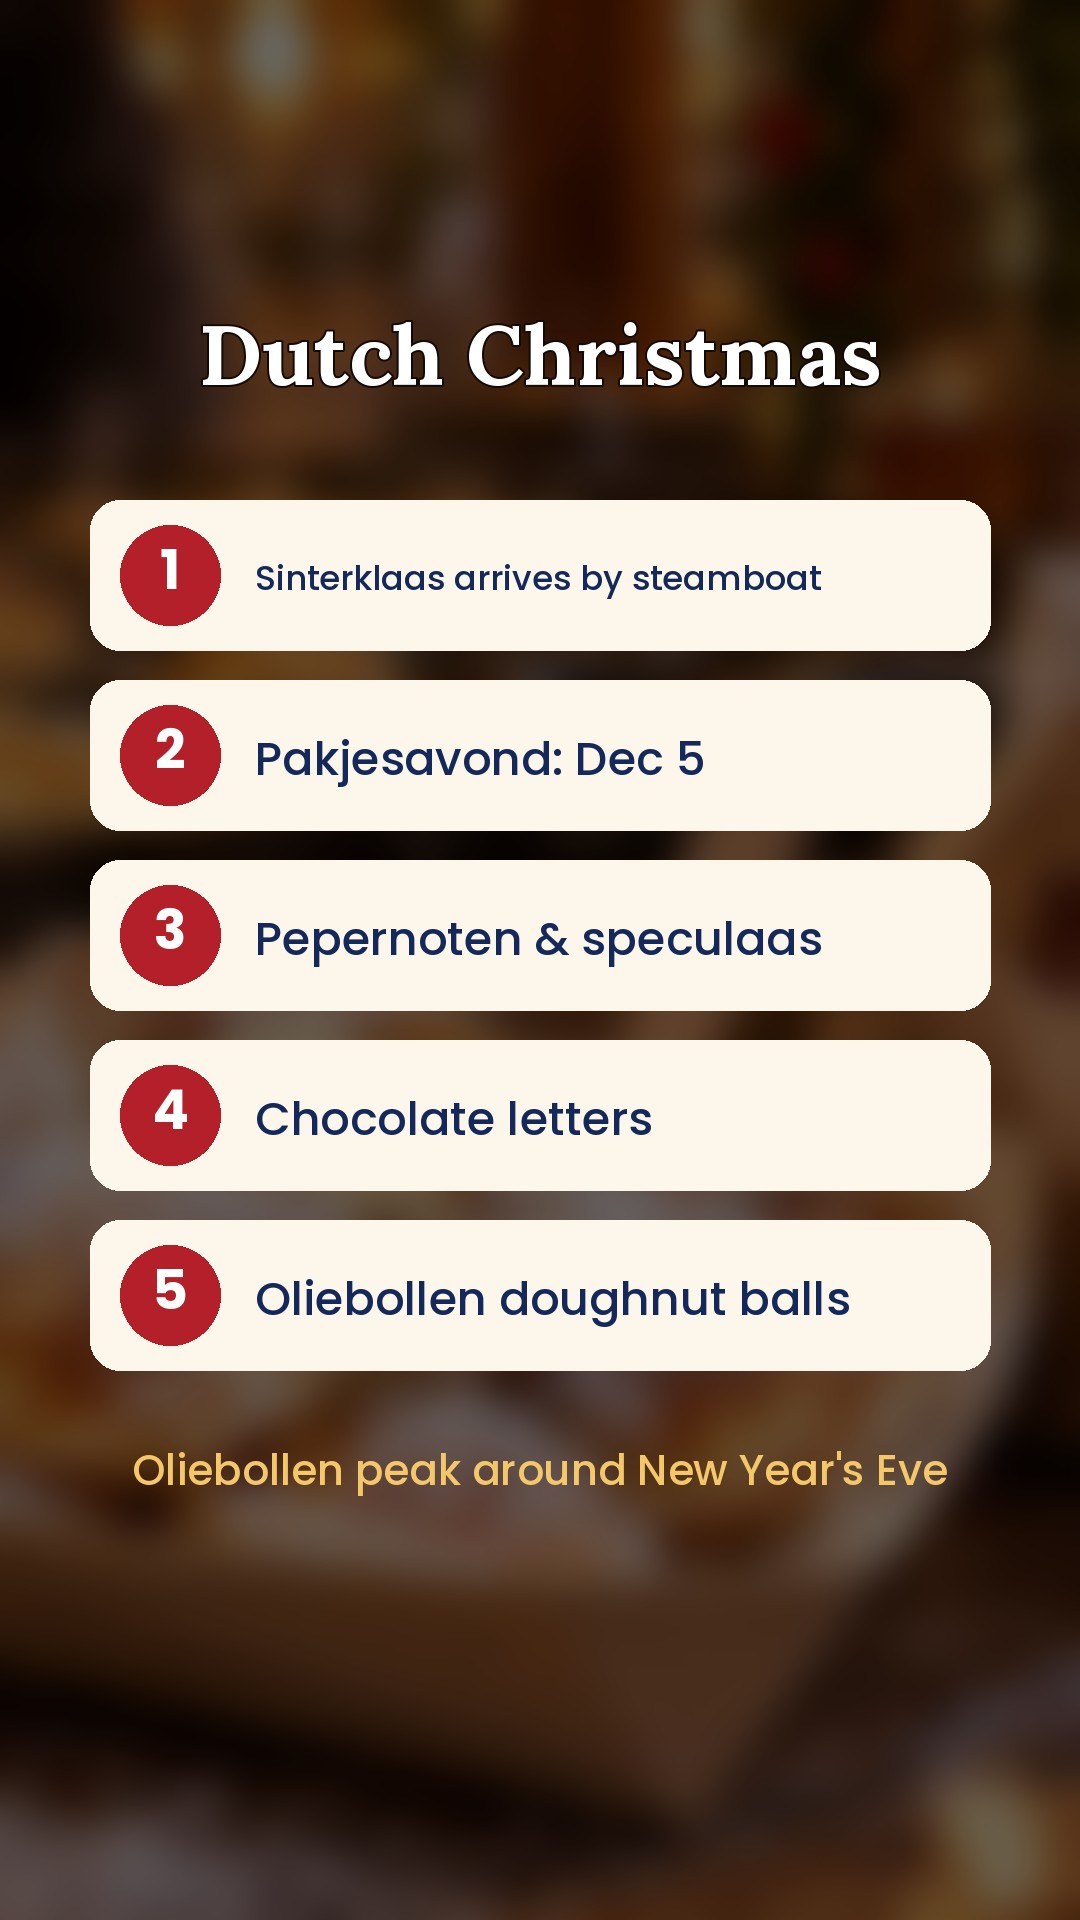 Dutch Christmas
1 Sinterklaas arrives by steamboat
2 Pakjesavond: Dec 5
3 Pepernoten & speculaas
4 Chocolate letters
5 Oliebollen doughnut balls
Oliebollen peak around New Year's Eve